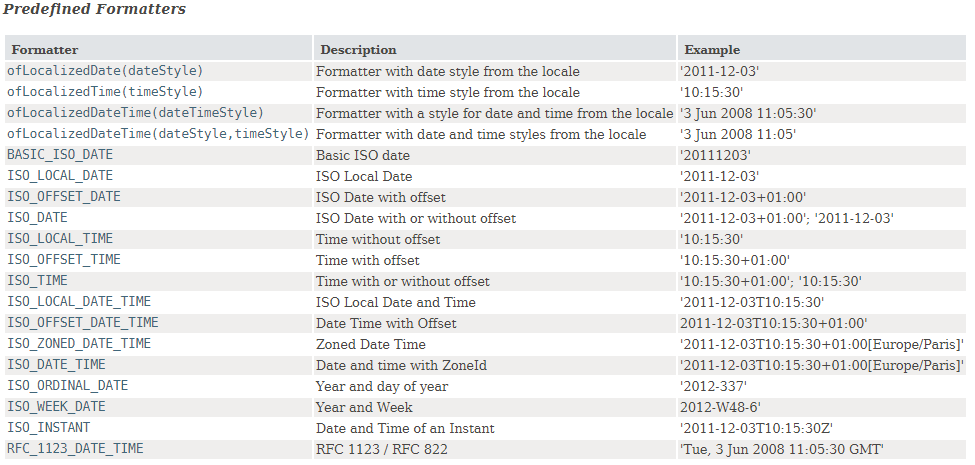 Predefined Formatters
Formatter Description Example
ofLocalizedDate(dateStyle) Formatter with date style from the locale '2011-12-03'
ofLocalizedTime(timeStyle) Formatter with time style from the locale '10:15:30'
ofLocalizedDateTime(dateTimeStyle) Formatter with a style for date and time from the locale '3 Jun 2008 11:05:30'
ofLocalizedDateTime(dateStyle,timeStyle) Formatter with date and time styles from the locale '3 Jun 2008 11:05'
BASIC_ISO_DATE Basic ISO date '20111203'
ISO_LOCAL_DATE ISO Local Date '2011-12-03'
ISO_OFFSET_DATE ISO Date with offset '2011-12-03+01:00'
ISO_DATE ISO Date with or without offset '2011-12-03+01:00'; '2011-12-03'
ISO_LOCAL_TIME Time without offset '10:15:30'
ISO_OFFSET_TIME Time with offset '10:15:30+01:00'
ISO_TIME Time with or without offset '10:15:30+01:00'; '10:15:30'
ISO_LOCAL_DATE_TIME ISO Local Date and Time '2011-12-03T10:15:30'
ISO_OFFSET_DATE_TIME Date Time with Offset 2011-12-03T10:15:30+01:00'
ISO_ZONED_DATE_TIME Zoned Date Time '2011-12-03T10:15:30+01:00[Europe/Paris]'
ISO_DATE_TIME Date and time with ZoneId '2011-12-03T10:15:30+01:00[Europe/Paris]'
ISO_ORDINAL_DATE Year and day of year '2012-337'
ISO_WEEK_DATE Year and Week 2012-W48-6'
ISO_INSTANT Date and Time of an Instant '2011-12-03T10:15:30Z'
RFC_1123_DATE_TIME RFC 1123 / RFC 822 'Tue, 3 Jun 2008 11:05:30 GMT'